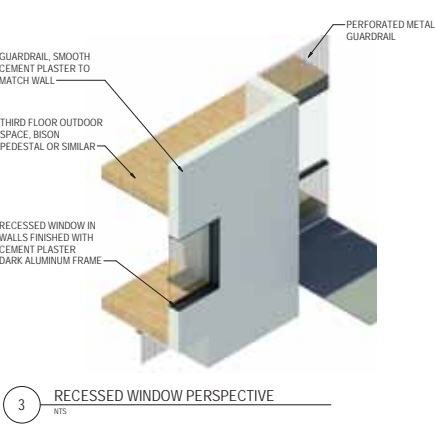 PERFORATED METAL
GUARDRAIL
GUARDRAIL, SMOOTH
CEMENT PLASTER TO
MATCH WALL
THIRD FLOOR OUTDOOR
SPACE, BISON
PEDESTAL OR SIMILAR
RECESSED WINDOW IN
WALLS FINISHED WITH
CEMENT PLASTER
DARK ALUMINUM FRAME
3
RECESSED WINDOW PERSPECTIVE
NTS